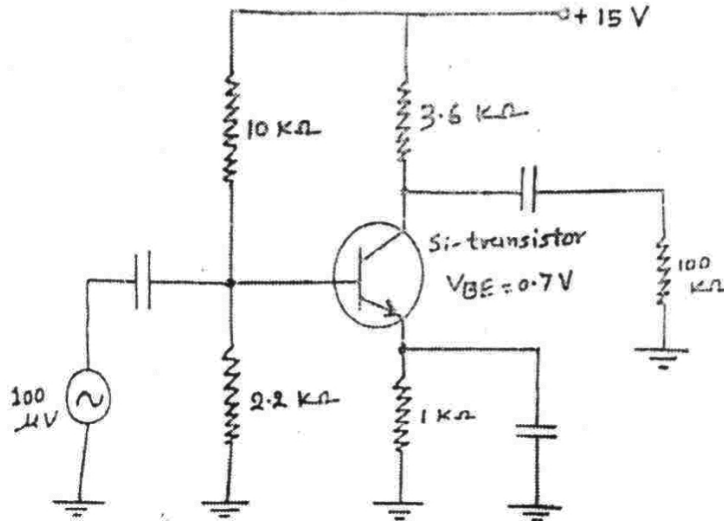 + 15 V
10 KΩ
3.6 KΩ
Si-transistor
VBE = 0.7 V
100
KΩ
100
μV
2.2 KΩ
1 KΩ